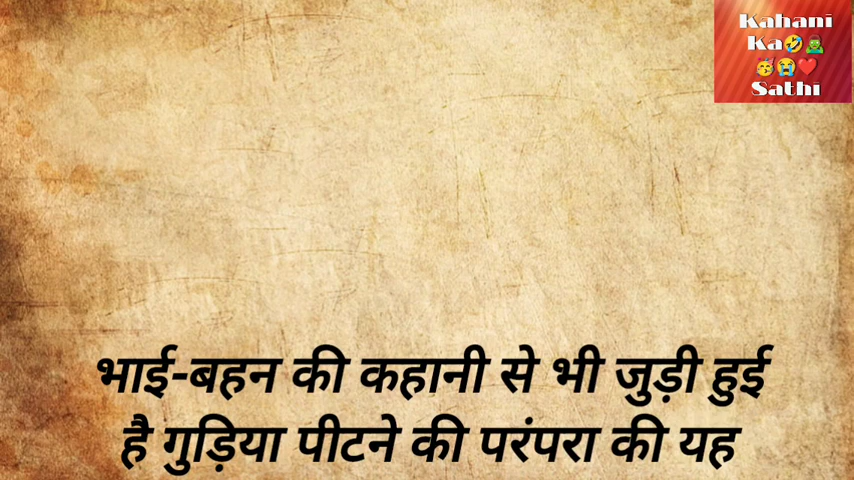 Kahani
Ka🤣🧟‍♂️
🥳😭❤️
Sathi
भाई-बहन की कहानी से भी जुड़ी हुई
है गुड़िया पीटने की परंपरा की यह